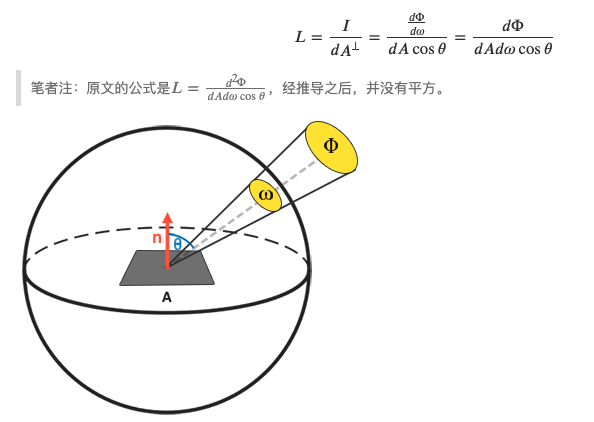 L = \frac{I}{dA^{\perp}} = \frac{\frac{d\Phi}{d\omega}}{dA \cos\theta} = \frac{d\Phi}{dAd\omega \cos\theta}
笔者注：原文的公式是L = \frac{d^2\Phi}{dAd\omega \cos\theta}，经推导之后，并没有平方。
Φ
ω
n
θ
A